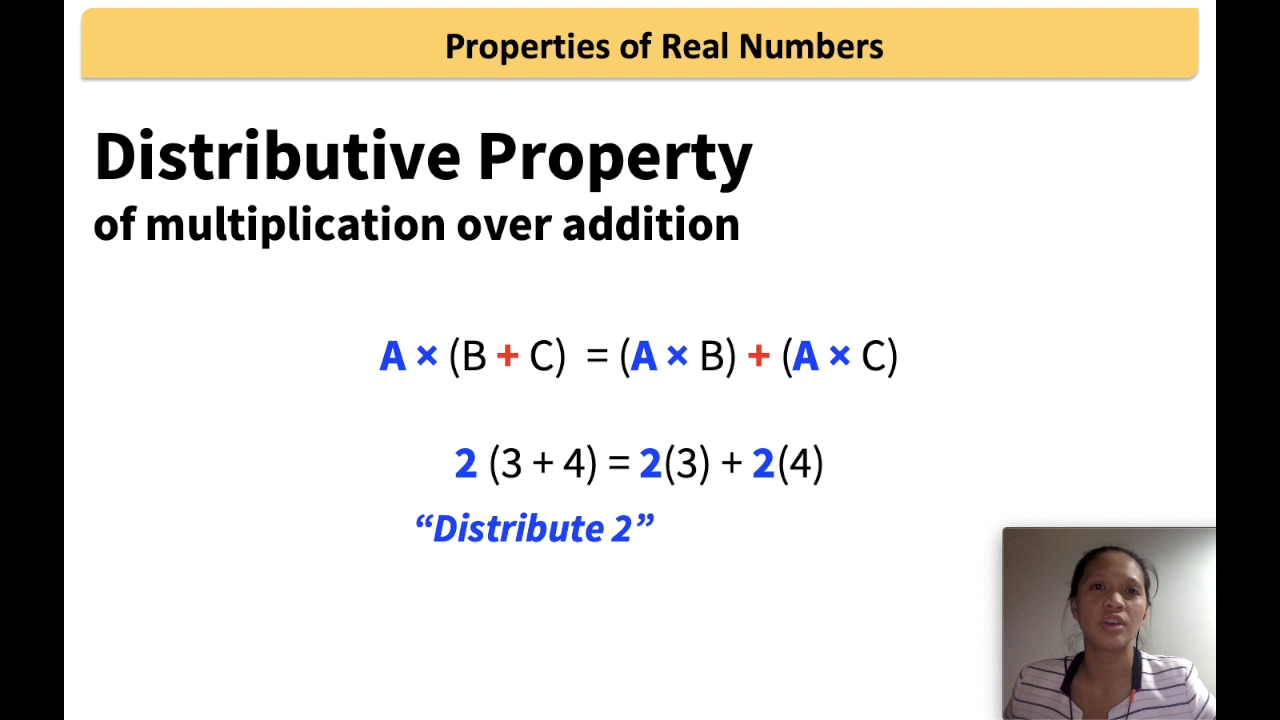 Properties of Real Numbers
Distributive Property
of multiplication over addition
A × (B + C) = (A × B) + (A × C)
2 (3 + 4) = 2(3) + 2(4)
“Distribute 2”